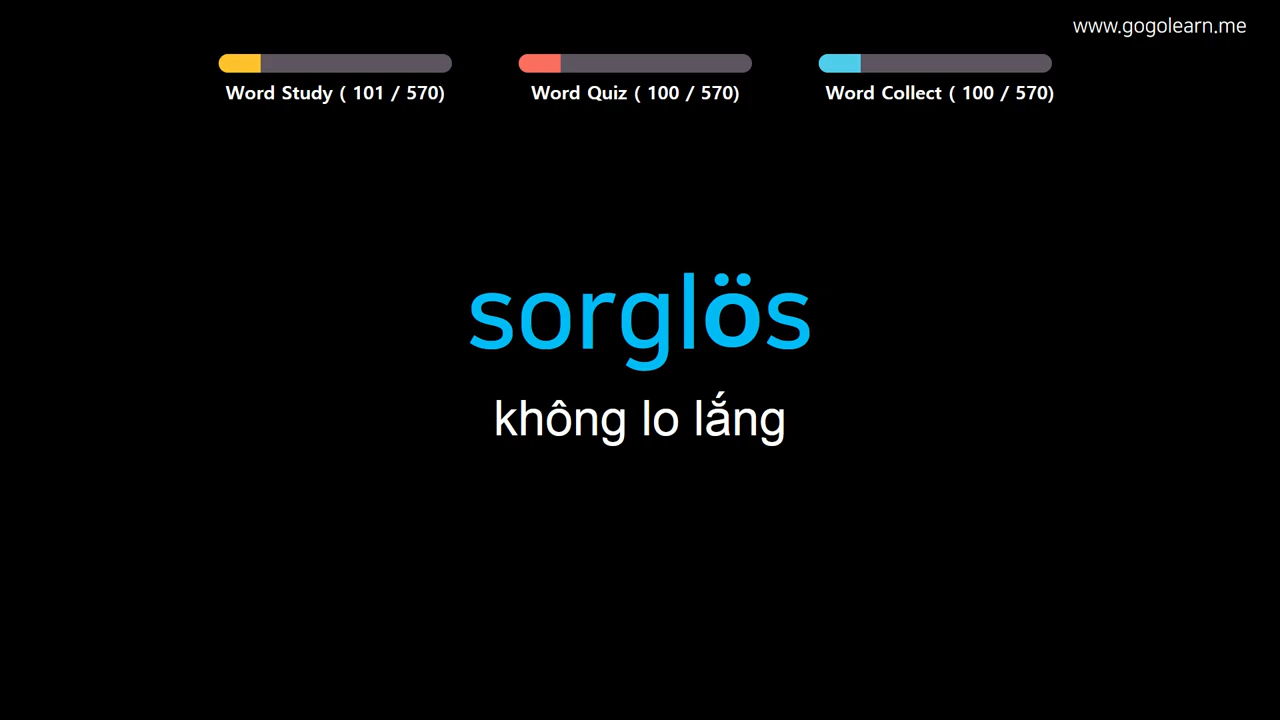 www.gogolearn.me
Word Study ( 101 / 570)
Word Quiz ( 100 / 570)
Word Collect ( 100 / 570)
sorglös
không lo lắng